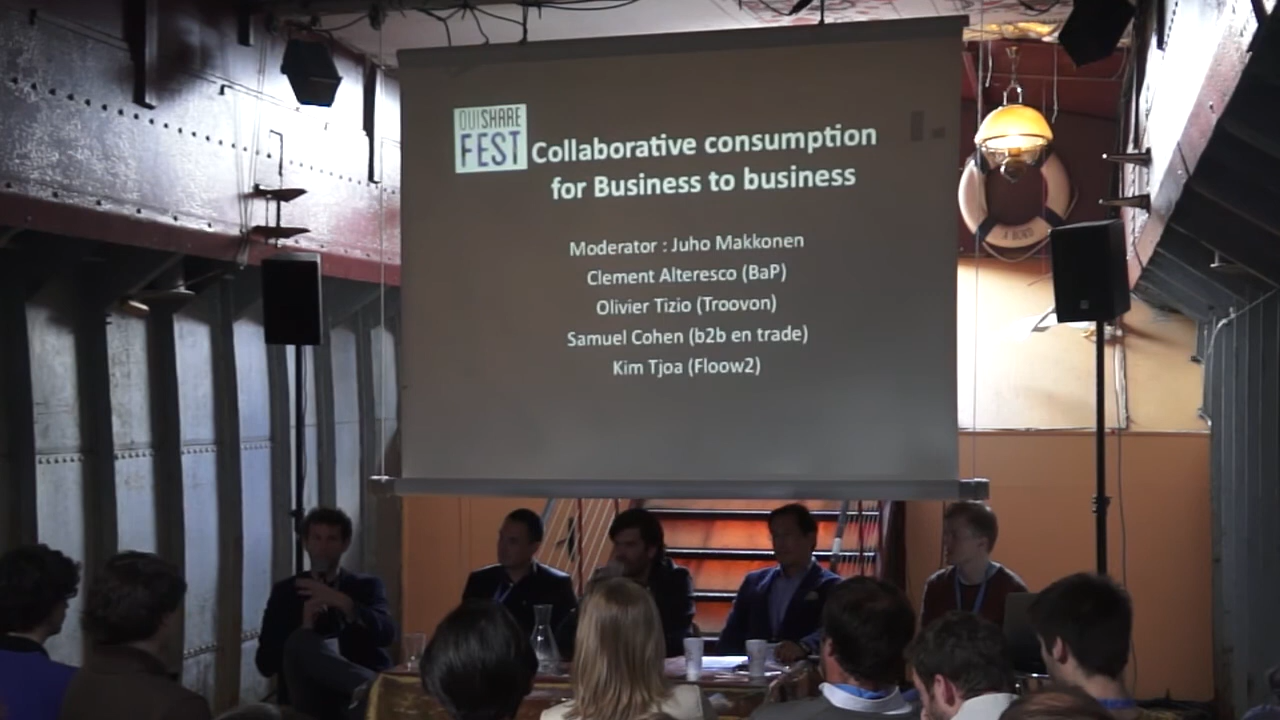 OUISHARE
FEST
Collaborative consumption
for Business to business
Moderator : Juho Makkonen
Clement Alteresco (BaP)
Olivier Tizio (Troovon)
Samuel Cohen (b2b en trade)
Kim Tjoa (Floow2)